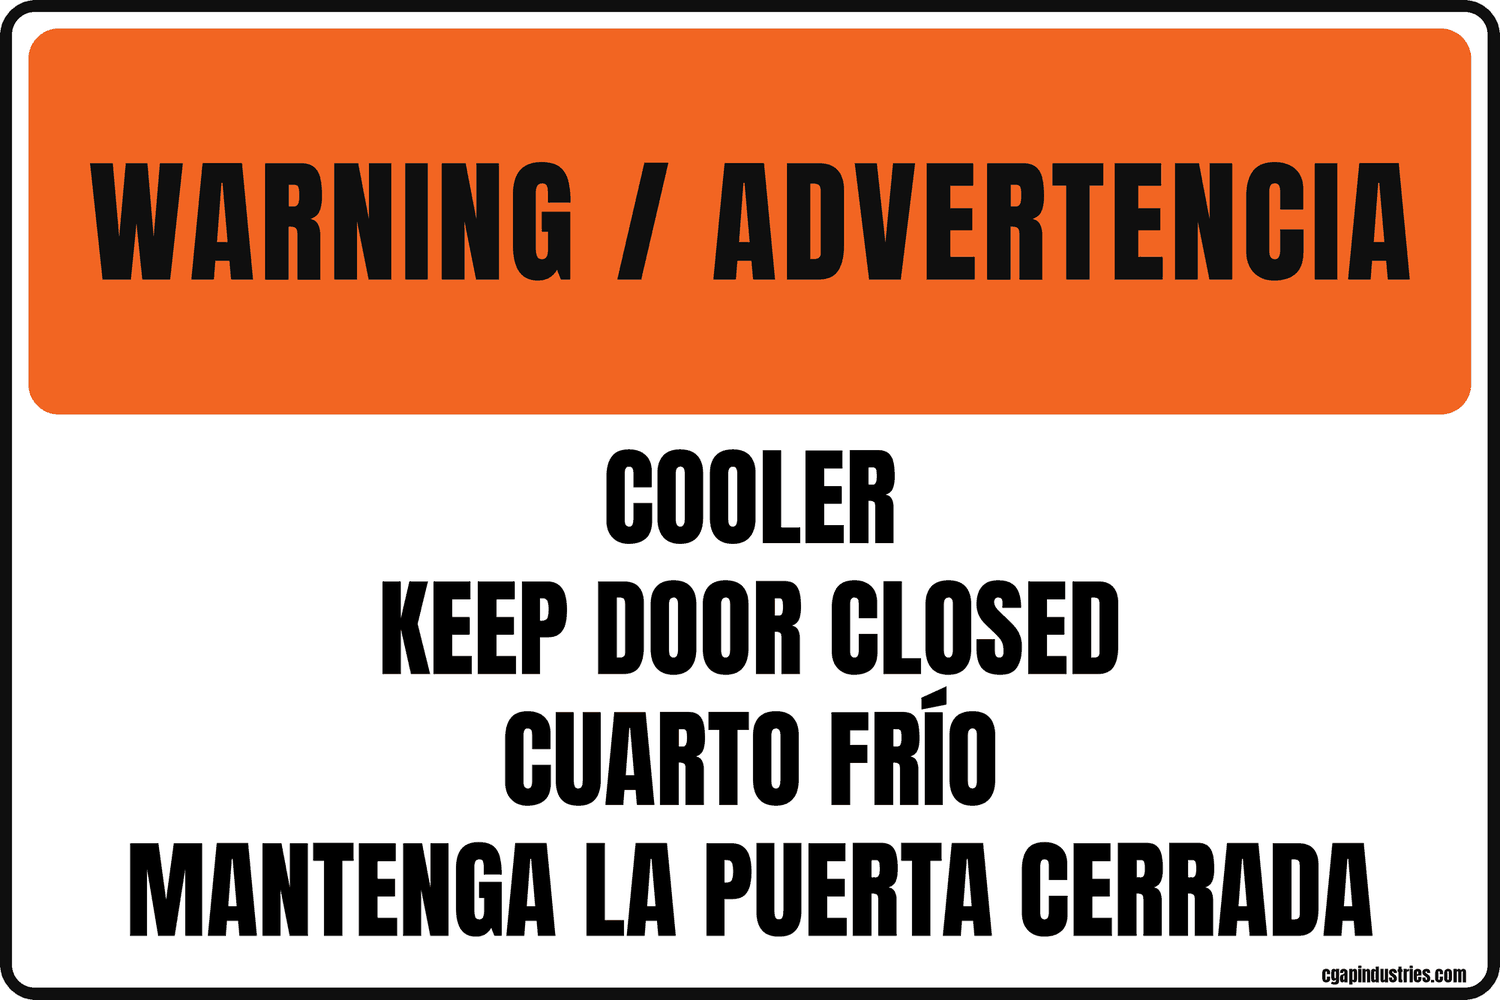 WARNING / ADVERTENCIA
COOLER
KEEP DOOR CLOSED
CUARTO FRÍO
MANTENGA LA PUERTA CERRADA
cgapindustries.com